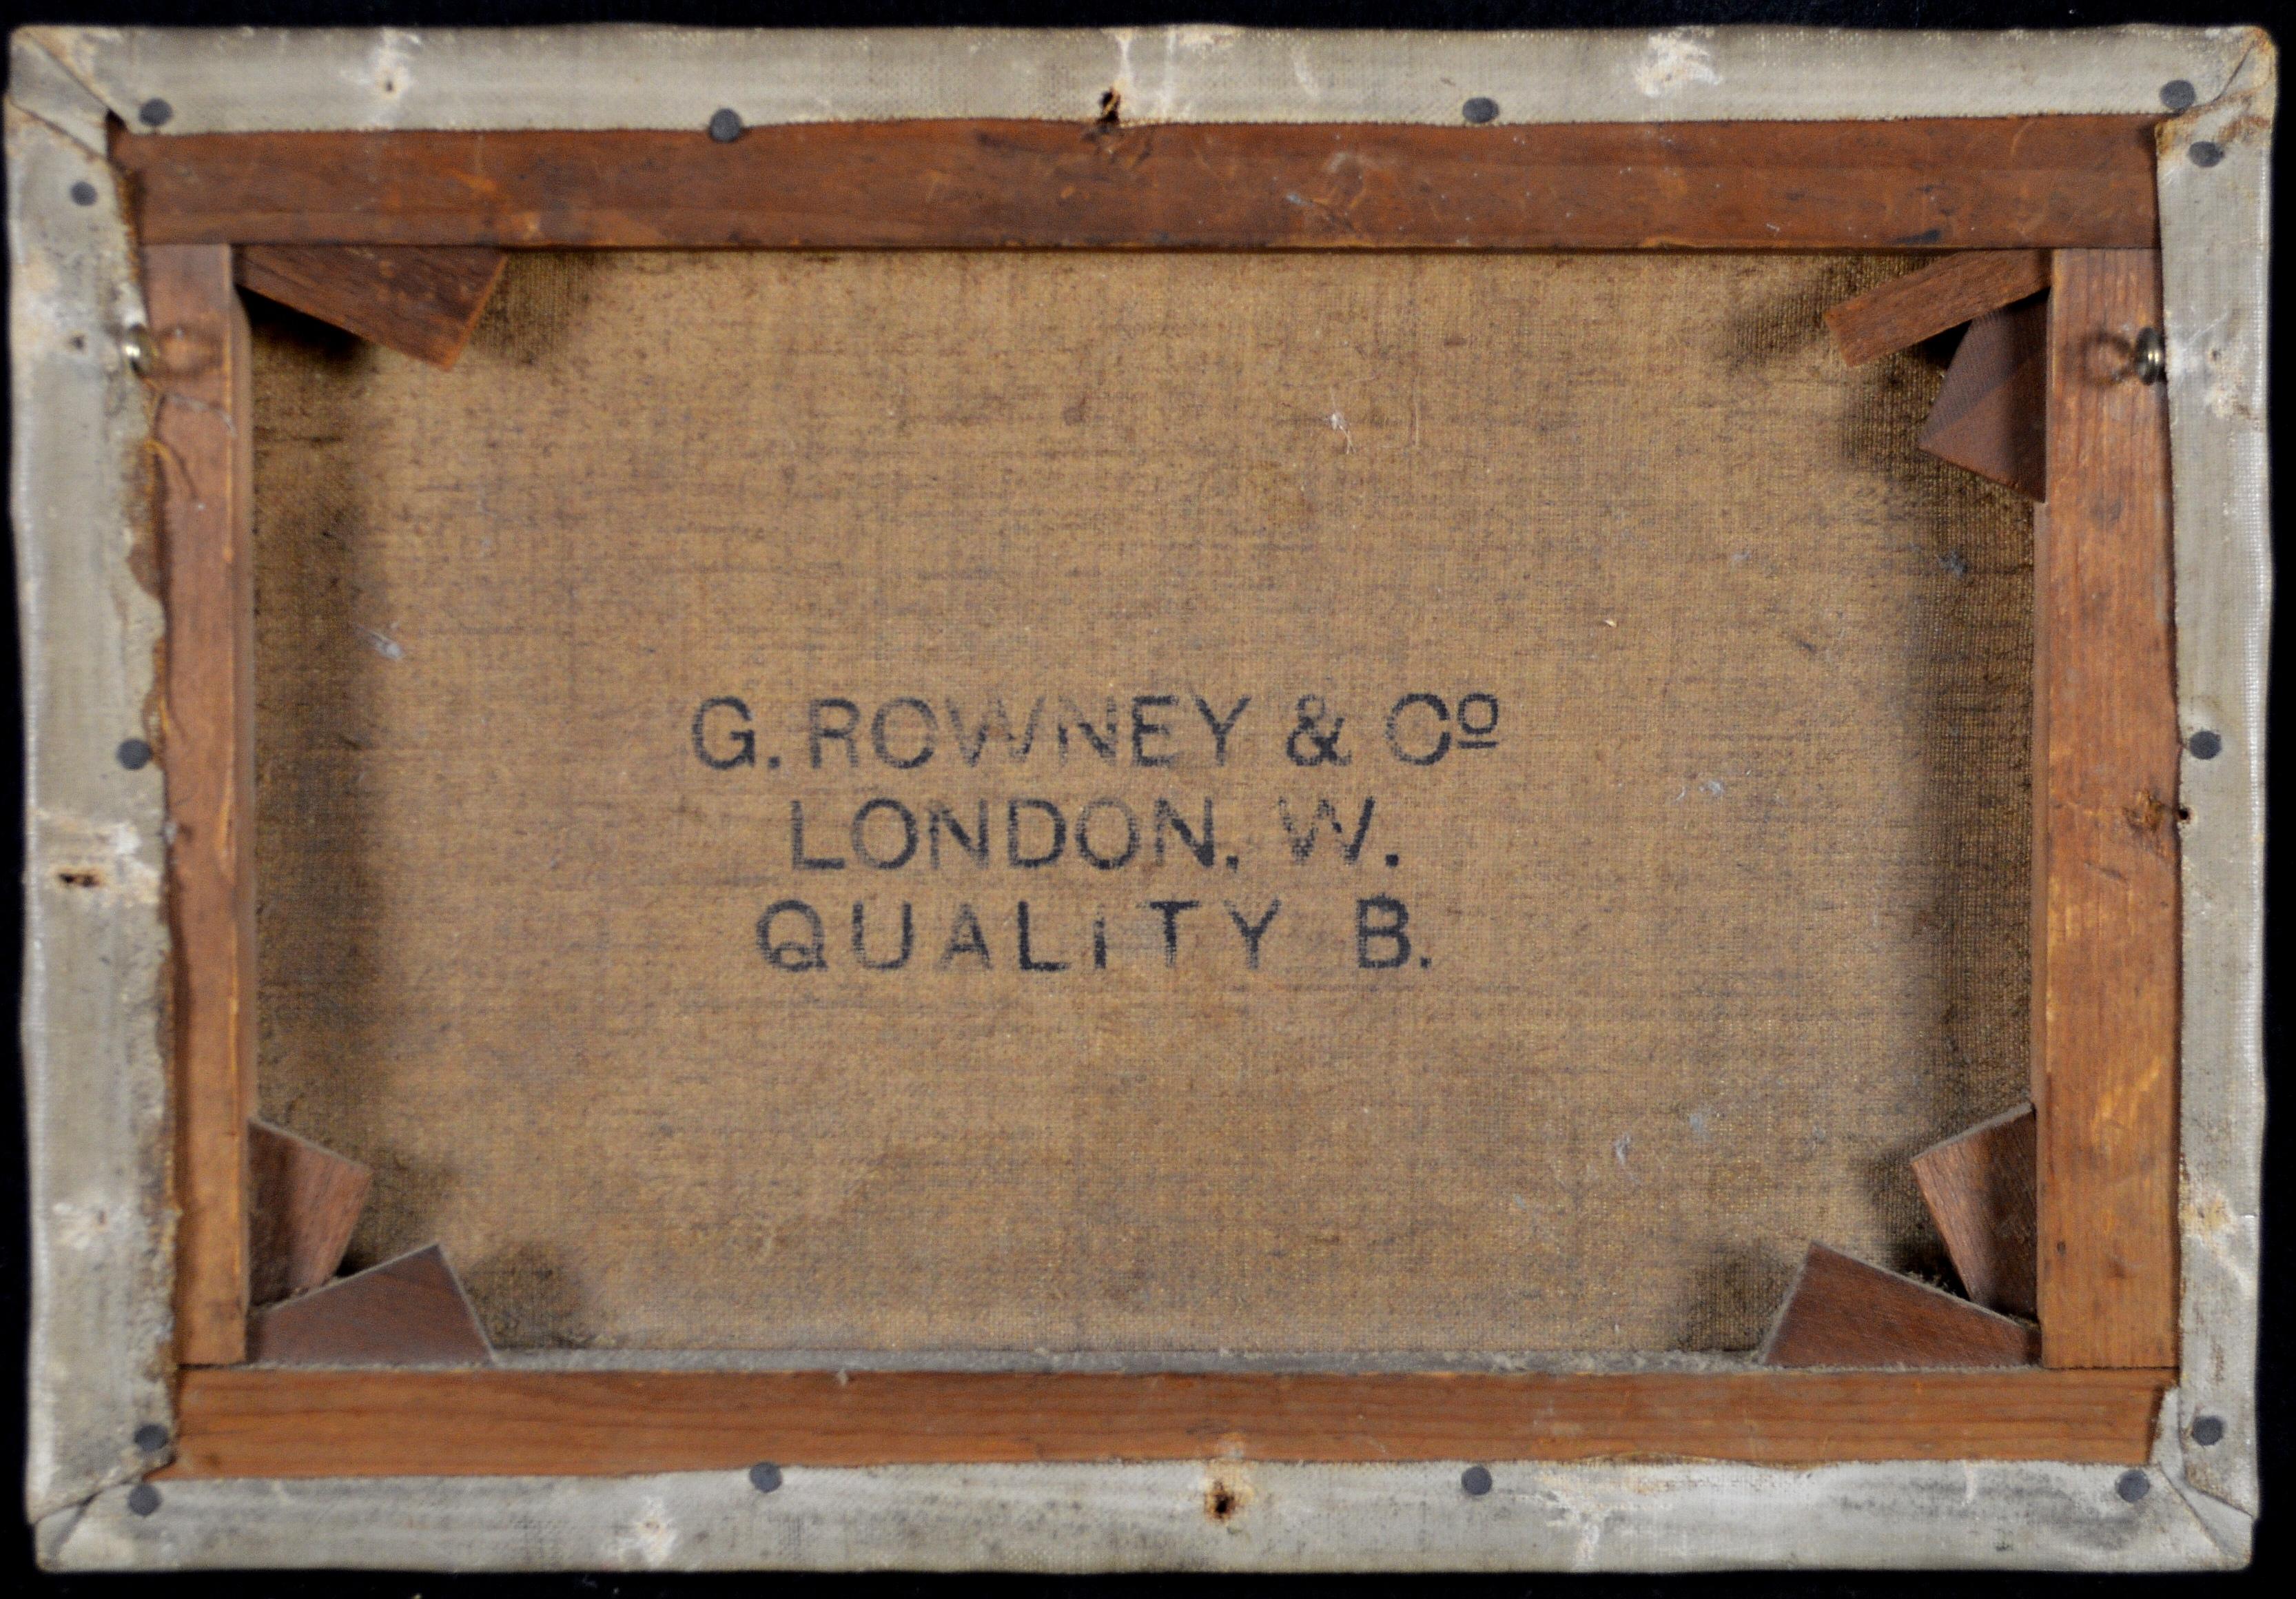 G. ROWNEY & Cº
LONDON. W.
QUALITY B.